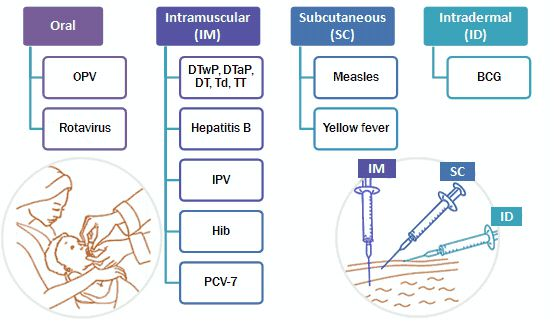 Oral
OPV
Rotavirus
Intramuscular
(IM)
DTwP, DTaP,
DT, Td, TT
Hepatitis B
IPV
Hib
PCV-7
Subcutaneous
(SC)
Measles
Yellow fever
Intradermal
(ID)
BCG
IM
SC
ID